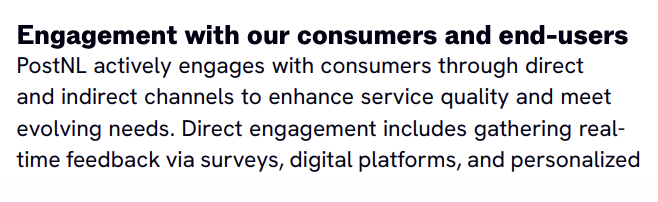 Engagement with our consumers and end-users
PostNL actively engages with consumers through direct
and indirect channels to enhance service quality and meet
evolving needs. Direct engagement includes gathering real-
time feedback via surveys, digital platforms, and personalized